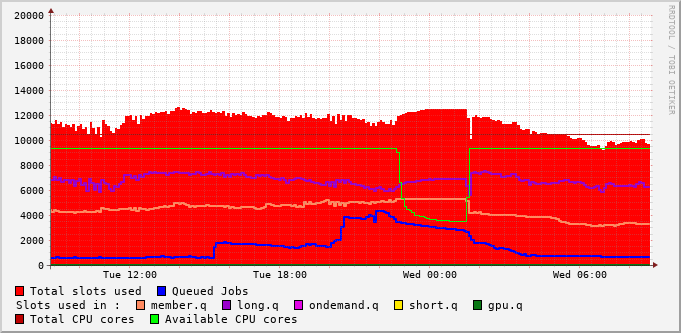 RRDTOOL / TOBI OETIKER
20000
18000
16000
14000
12000
10000
8000
6000
4000
2000
0
Tue 12:00 Tue 18:00 Wed 00:00 Wed 06:00
Total slots used Queued Jobs
Slots used in : member.q long.q ondemand.q short.q gpu.q
Total CPU cores Available CPU cores